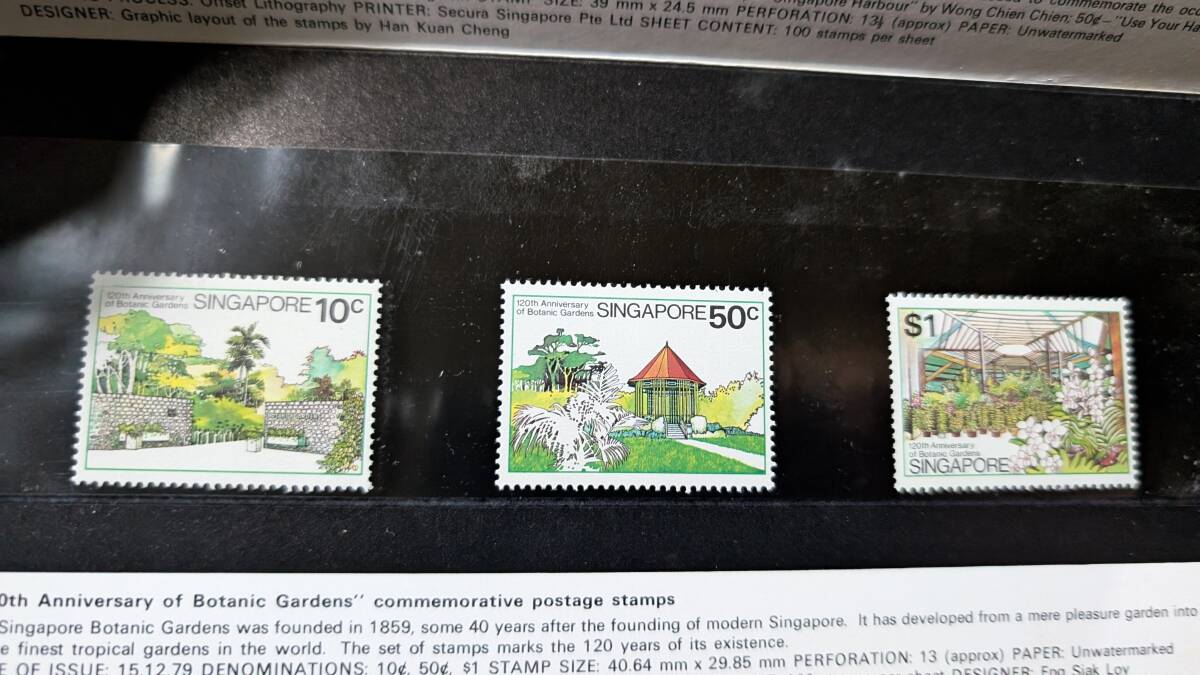 PROCESS: Offset Lithography PRINTER: Secura Singapore Pte Ltd SHEET CONTENT: 100 stamps per sheet
SIZE: 39 mm x 24.5 mm PERFORATION: 13½ (approx) PAPER: Unwatermarked
Singapore Harbour" by Wong Chien Chien; 50¢–"Use Your
to commemorate the
DESIGNER: Graphic layout of the stamps by Han Kuan Cheng
120th Anniversary
of Botanic Gardens
SINGAPORE 10c
120th Anniversary
of Botanic Gardens
SINGAPORE 50c
$1
120th Anniversary
of Botanic Gardens
SINGAPORE
0th Anniversary of Botanic Gardens'' commemorative postage stamps
Singapore Botanic Gardens was founded in 1859, some 40 years after the founding of modern Singapore. It has developed from a mere pleasure garden into
e finest tropical gardens in the world. The set of stamps marks the 120 years of its existence.
E OF ISSUE: 15.12.79 DENOMINATIONS: 10¢, 50¢, $1 STAMP SIZE: 40.64 mm x 29.85 mm PERFORATION: 13 (approx) PAPER: Unwatermarked
sheet DESIGNER: Eng Siak Loy